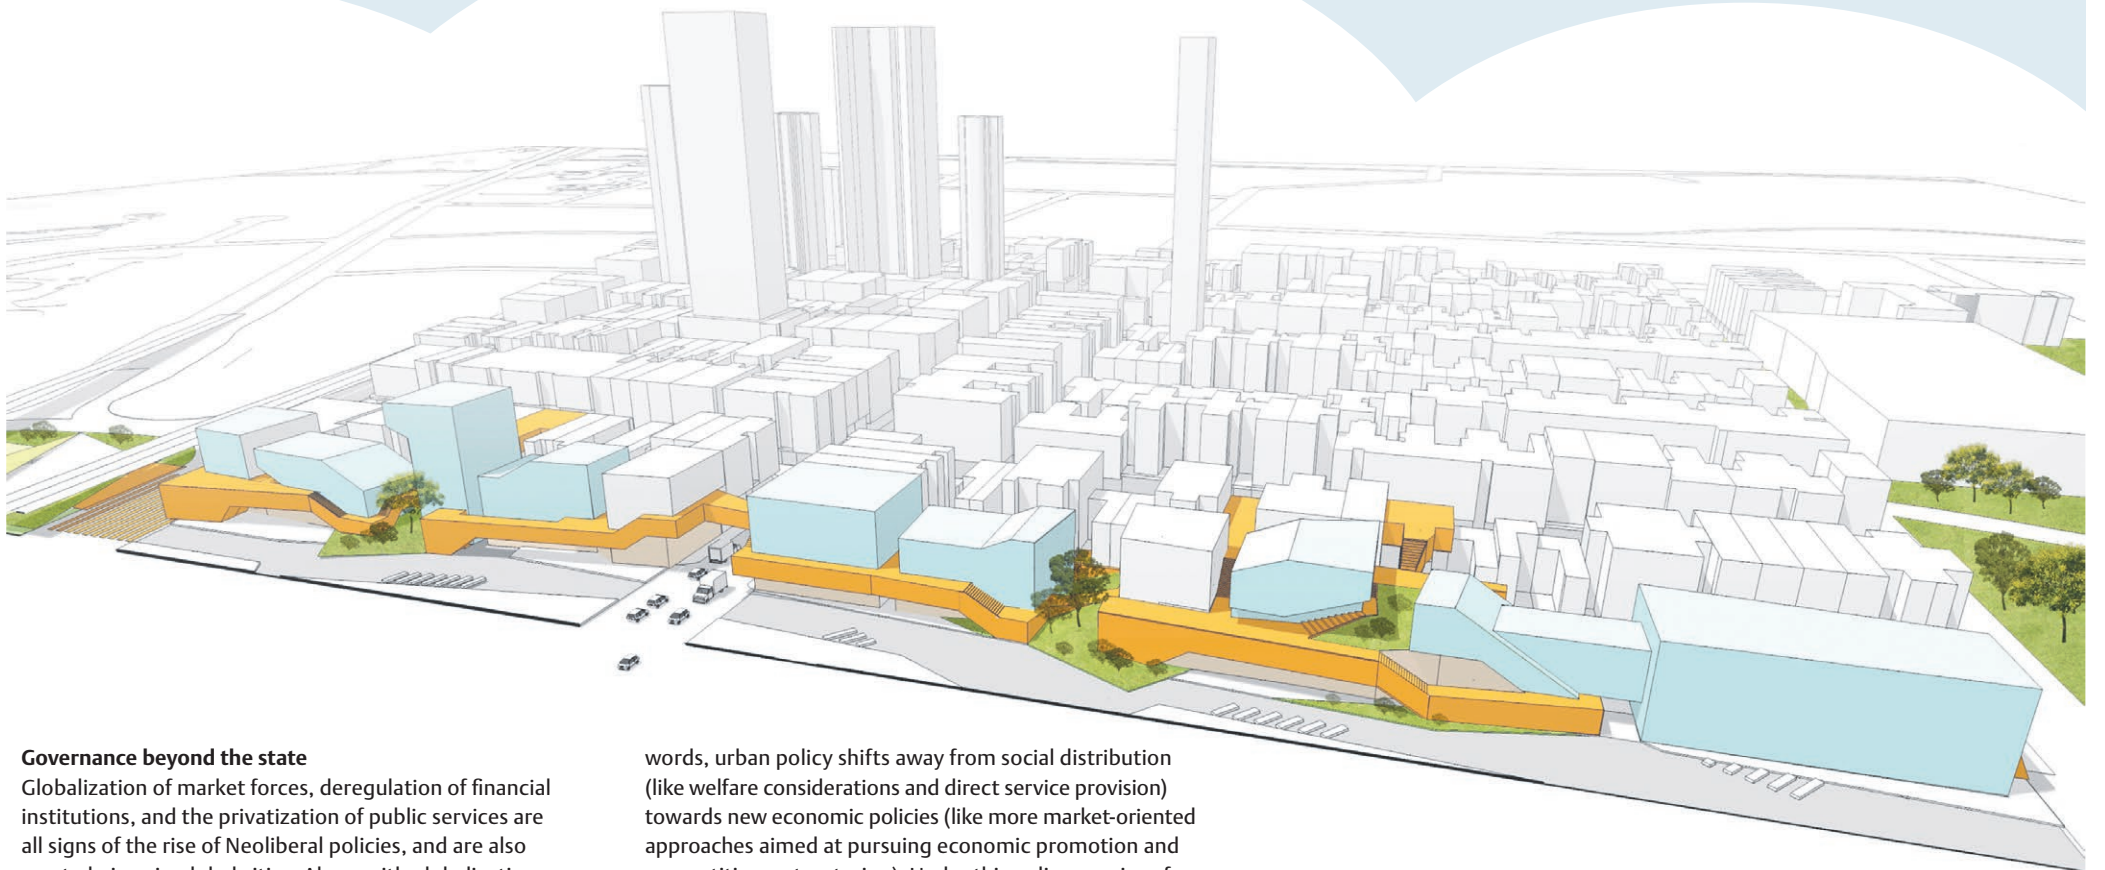 Governance beyond the state
Globalization of market forces, deregulation of financial
institutions, and the privatization of public services are
all signs of the rise of Neoliberal policies, and are also
words, urban policy shifts away from social distribution
(like welfare considerations and direct service provision)
towards new economic policies (like more market-oriented
approaches aimed at pursuing economic promotion and